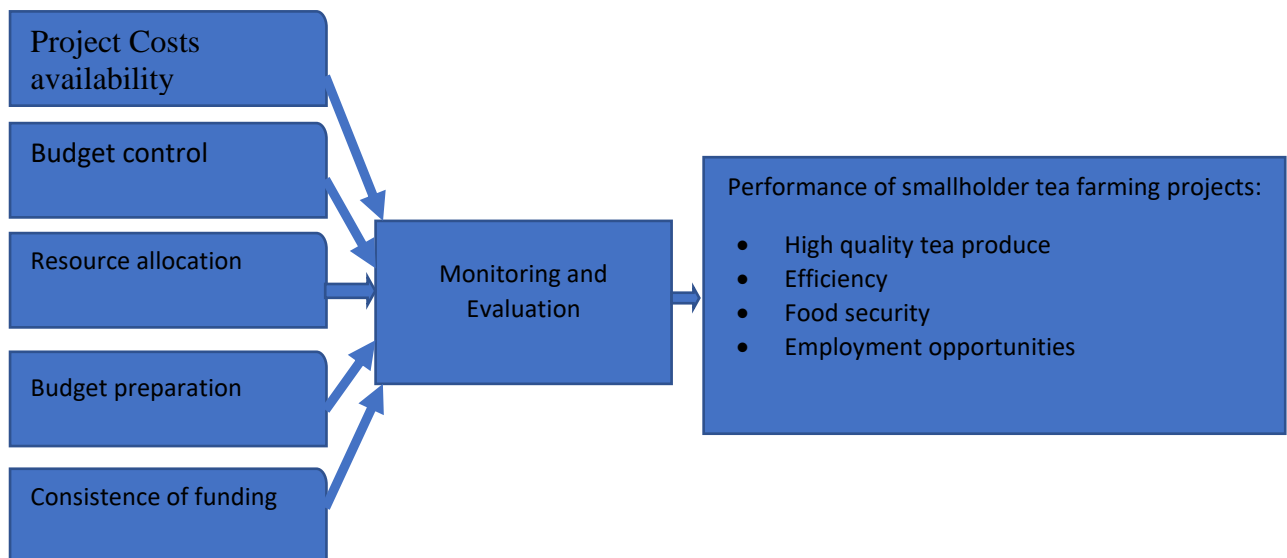 Project Costs
availability
Budget control
Resource allocation
Budget preparation
Consistence of funding
Monitoring and
Evaluation
Performance of smallholder tea farming projects:
• High quality tea produce
• Efficiency
• Food security
• Employment opportunities